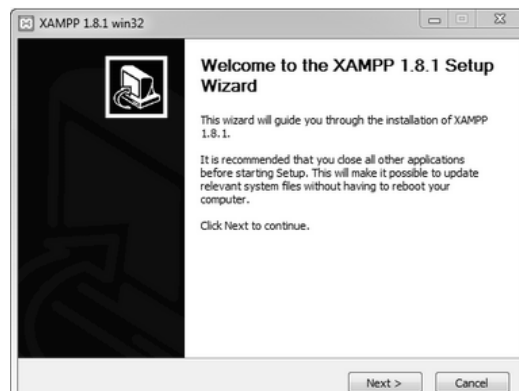 XAMPP 1.8.1 win32
Welcome to the XAMPP 1.8.1 Setup
Wizard
This wizard will guide you through the installation of XAMPP
1.8.1.
It is recommended that you close all other applications
before starting Setup. This will make it possible to update
relevant system files without having to reboot your
computer.
Click Next to continue.
Next >
Cancel